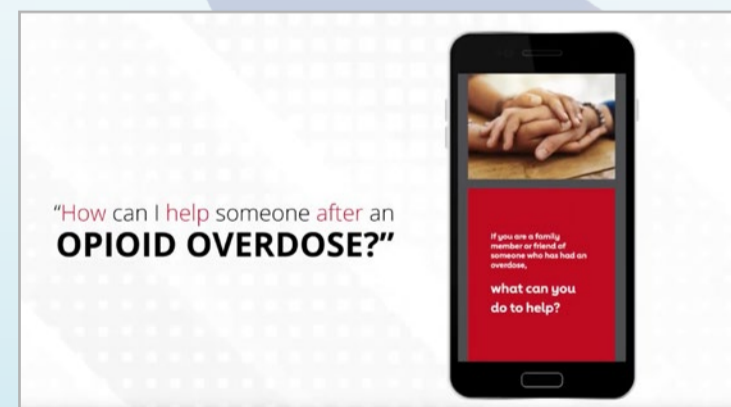 “How can I help someone after an
OPIOID OVERDOSE?”
If you are a family
member or friend of
someone who has had an
overdose,
what can you
do to help?